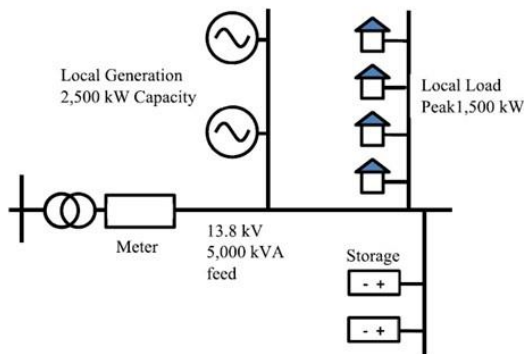 Local Generation
2,500 kW Capacity
Local Load
Peak1,500 kW
Meter
13.8 kV
5,000 kVA
feed
Storage
- +
- +